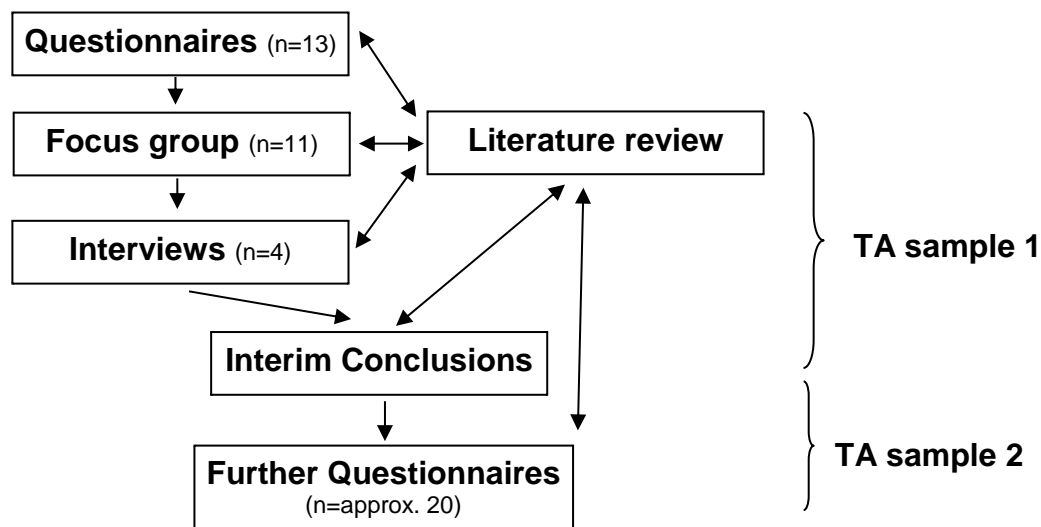 Questionnaires (n=13)
Focus group (n=11)
Literature review
Interviews (n=4)
TA sample 1
Interim Conclusions
Further Questionnaires
(n=approx. 20)
TA sample 2